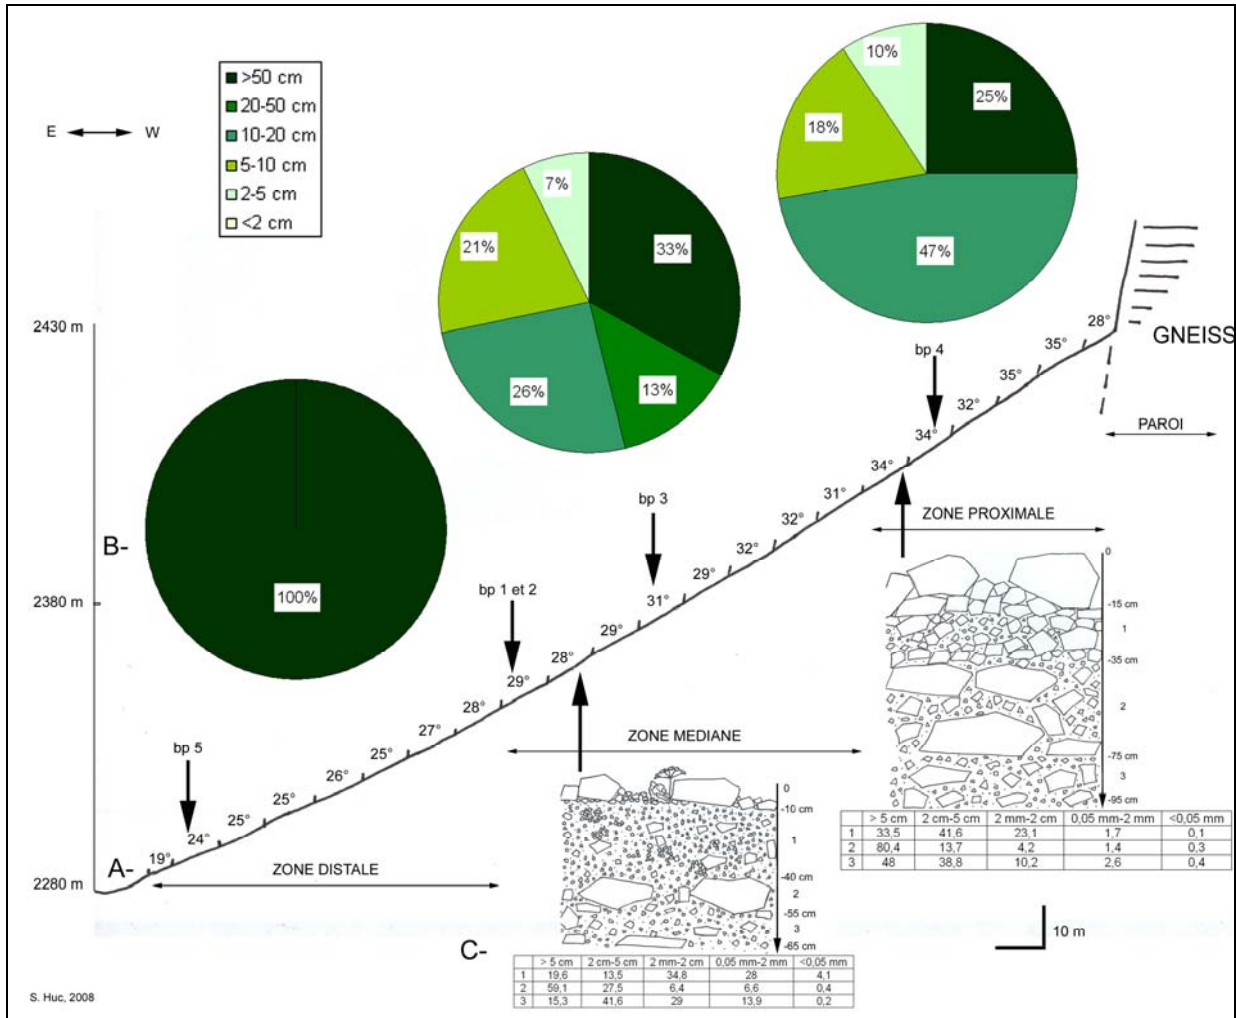 >50 cm
20-50 cm
10-20 cm
5-10 cm
2-5 cm
<2 cm
E W
10%
25%
18%
47%
7%
33%
21%
26%
13%
100%
2430 m
2380 m
2280 m
GNEISS
PAROI
28°
35°
35°
32°
34°
34°
31°
32°
32°
29°
31°
29°
28°
29°
28°
27°
25°
26°
25°
25°
24°
19°
bp 4
bp 3
bp 1 et 2
bp 5
ZONE PROXIMALE
ZONE MEDIANE
ZONE DISTALE
B-
A-
C-
0
-15 cm
1
-35 cm
2
-75 cm
3
-95 cm
> 5 cm 2 cm-5 cm 2 mm-2 cm 0,05 mm-2 mm <0,05 mm
1 33,5 41,6 23,1 1,7 0,1
2 80,4 13,7 4,2 1,4 0,3
3 48 38,8 10,2 2,6 0,4
0
-10 cm
1
-40 cm
2
-55 cm
3
-65 cm
> 5 cm 2 cm-5 cm 2 mm-2 cm 0,05 mm-2 mm <0,05 mm
1 19,6 13,5 34,8 28 4,1
2 59,1 27,5 6,4 6,6 0,4
3 15,3 41,6 29 13,9 0,2
10 m
S. Huc, 2008